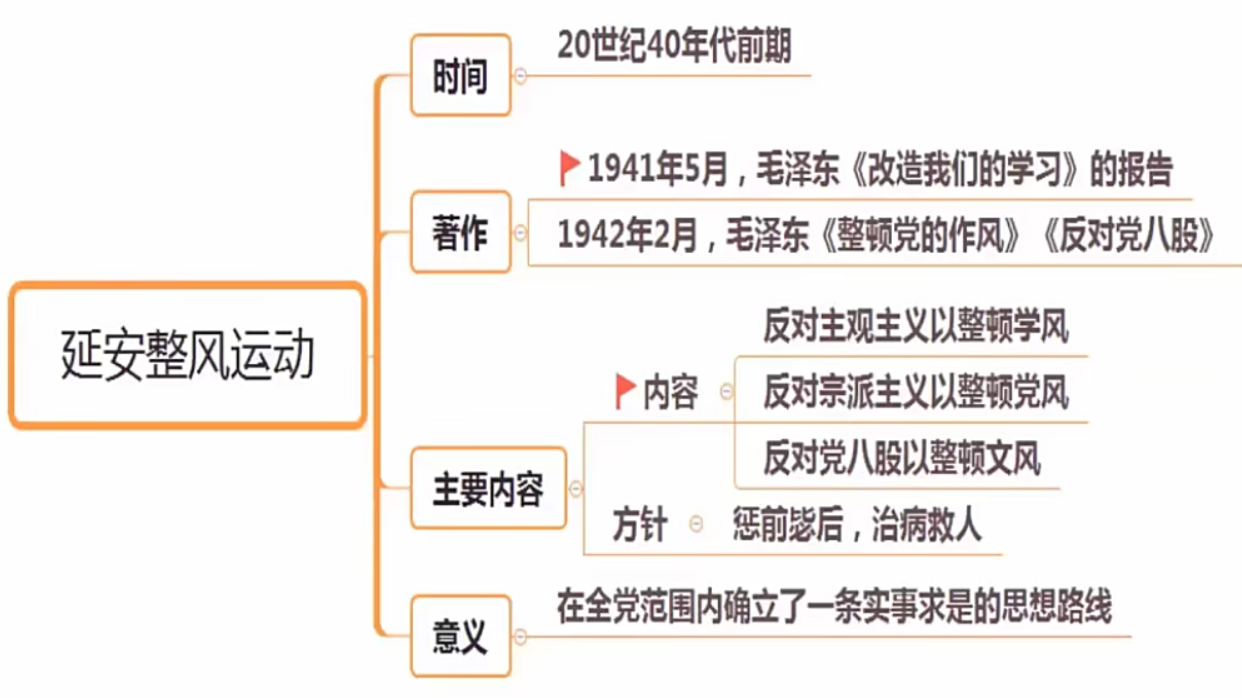 延安整风运动
时间
20世纪40年代前期
著作
1941年5月，毛泽东《改造我们的学习》的报告
1942年2月，毛泽东《整顿党的作风》《反对党八股》
主要内容
内容
反对主观主义以整顿学风
反对宗派主义以整顿党风
反对党八股以整顿文风
方针
惩前毖后，治病救人
意义
在全党范围内确立了一条实事求是的思想路线